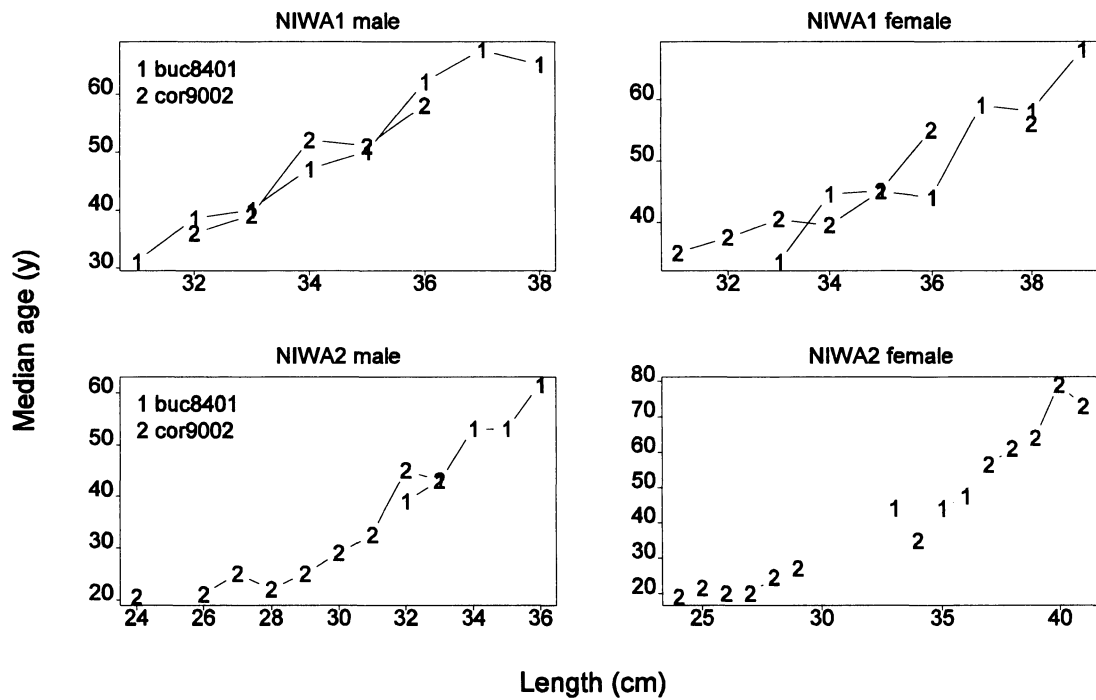 NIWA1 male
NIWA1 female
1 buc8401
2 cor9002
60
50
40
30
32 34 36 38
60
50
40
32 34 36 38
NIWA2 male
NIWA2 female
1 buc8401
2 cor9002
60
50
40
30
20
24 26 28 30 32 34 36
80
70
60
50
40
30
20
25 30 35 40
Median age (y)
Length (cm)